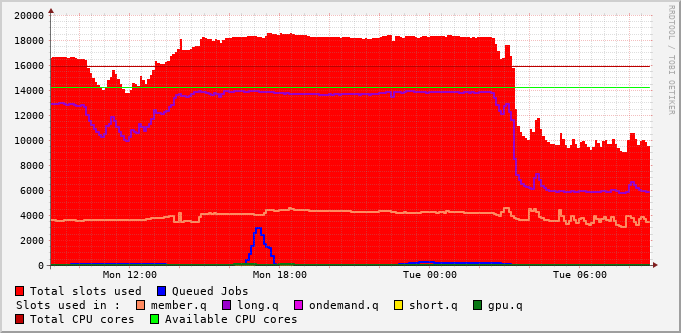 20000
18000
16000
14000
12000
10000
8000
6000
4000
2000
0
Mon 12:00 Mon 18:00 Tue 00:00 Tue 06:00
RRDTOOL / TOBI OETIKER
Total slots used Queued Jobs
Slots used in : member.q long.q ondemand.q short.q gpu.q
Total CPU cores Available CPU cores